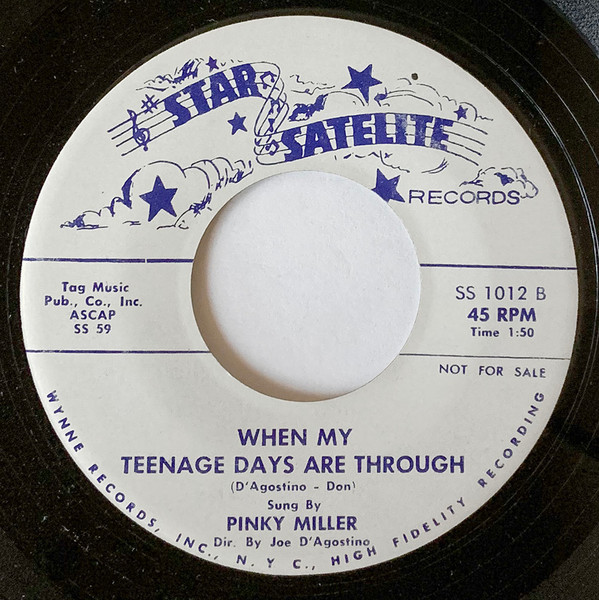 STAR
SATELITE
RECORDS
Tag Music
Pub., Co., Inc.
ASCAP
SS 59
SS 1012 B
45 RPM
Time 1:50
NOT FOR SALE
WHEN MY
TEENAGE DAYS ARE THROUGH
(D'Agostino - Don)
Sung By
PINKY MILLER
Dir. By Joe D'Agostino
WYNNE RECORDS, INC., N. Y C., HIGH FIDELITY RECORDING